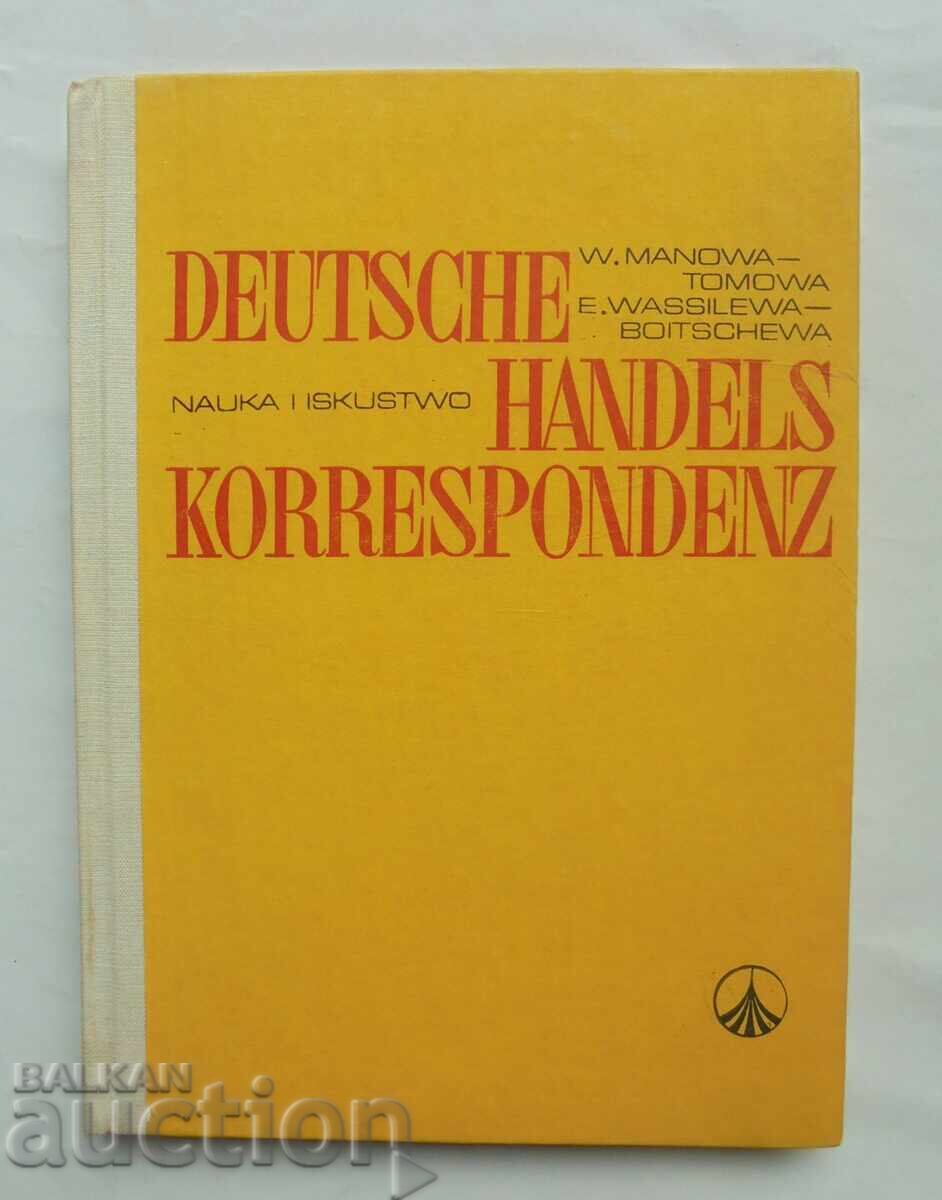 DEUTSCHE
W. MANOWA–
TOMOWA
E. WASSILEWA–
BOITSCHEWA
NAUKA I ISKUSTWO
HANDELS
KORRESPONDENZ
BALKAN
auction